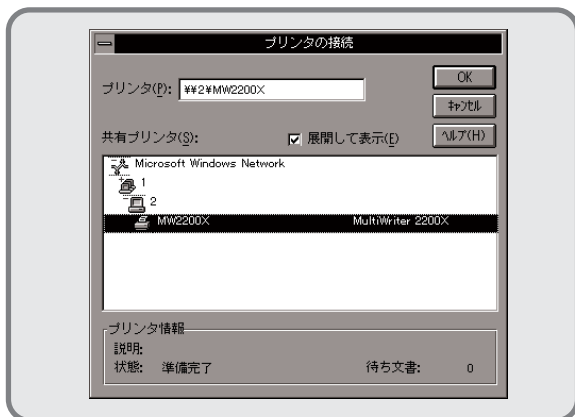 プリンタの接続
プリンタ(P): ¥¥2¥MW2200X
OK
キャンセル
ヘルプ(H)
共有プリンタ(S):
展開して表示(E)
Microsoft Windows Network
1
2
MW2200X MultiWriter 2200X
プリンタ情報
説明:
状態: 準備完了 待ち文書: 0